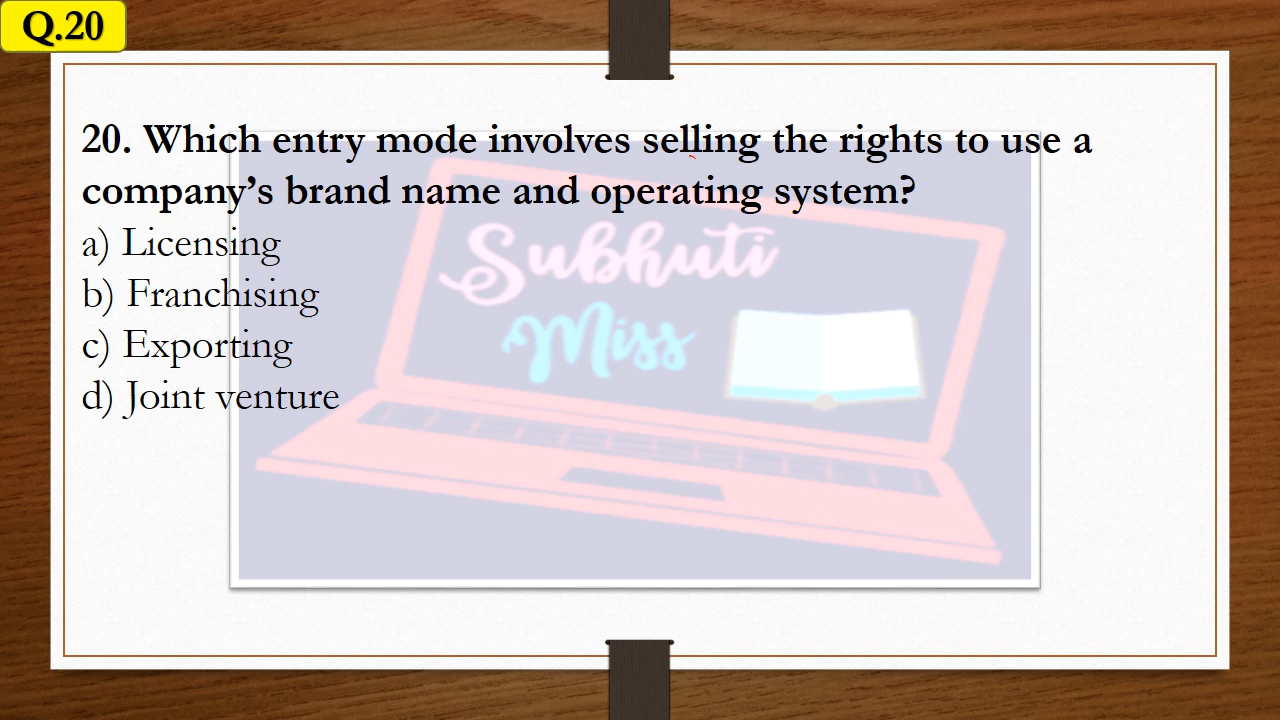 Q.20
20. Which entry mode involves selling the rights to use a
company’s brand name and operating system?
a) Licensing
b) Franchising
c) Exporting
d) Joint venture
Subhuti
Miss